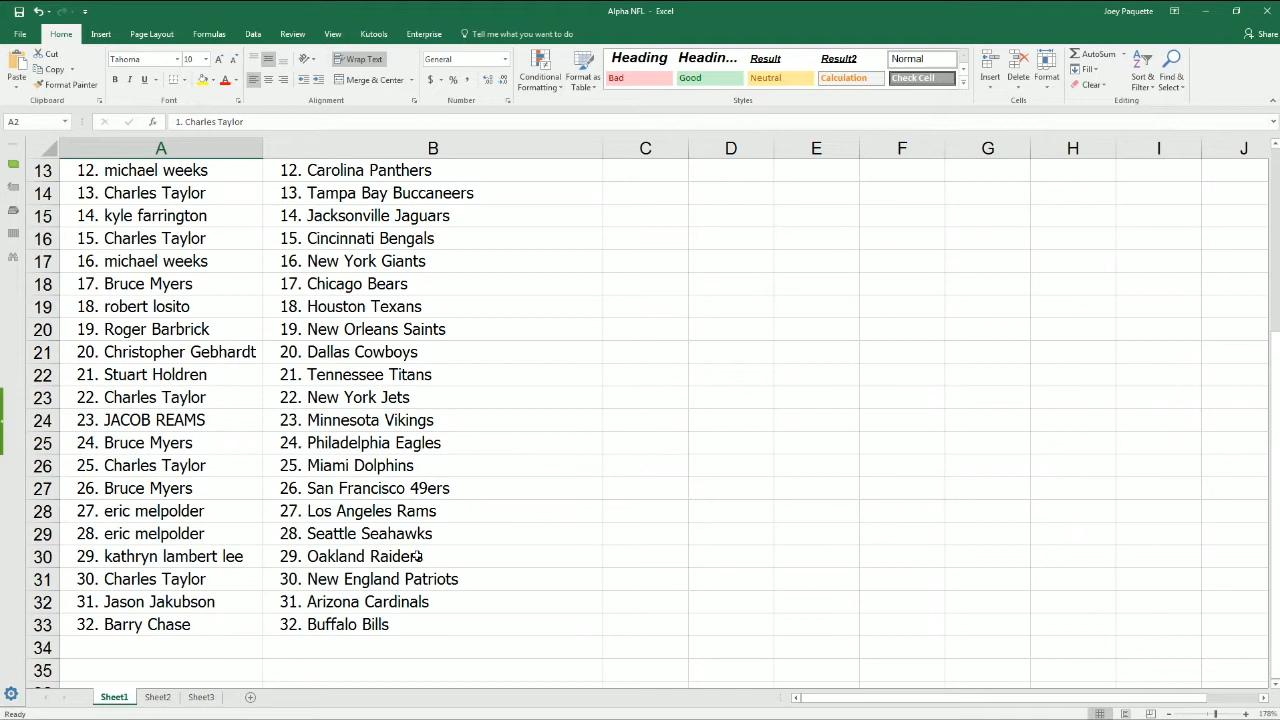 Alpha NFL - Excel
Joey Paquette
File Home Insert Page Layout Formulas Data Review View Kutools Enterprise Tell me what you want to do Share
Paste Cut Copy Format Painter Clipboard
Tahoma 10 B I U A A A Font
Wrap Text Merge & Center Alignment
General $ % , Number
Conditional Formatting Format as Table
Heading Headin... Result Result2 Normal
Bad Good Neutral Calculation Check Cell
Styles
Insert Delete Format Cells
AutoSum Fill Clear Sort & Filter Find & Select Editing
A2 fx 1. Charles Taylor
A B C D E F G H I J
13 12. michael weeks 12. Carolina Panthers
14 13. Charles Taylor 13. Tampa Bay Buccaneers
15 14. kyle farrington 14. Jacksonville Jaguars
16 15. Charles Taylor 15. Cincinnati Bengals
17 16. michael weeks 16. New York Giants
18 17. Bruce Myers 17. Chicago Bears
19 18. robert losito 18. Houston Texans
20 19. Roger Barbrick 19. New Orleans Saints
21 20. Christopher Gebhardt 20. Dallas Cowboys
22 21. Stuart Holdren 21. Tennessee Titans
23 22. Charles Taylor 22. New York Jets
24 23. JACOB REAMS 23. Minnesota Vikings
25 24. Bruce Myers 24. Philadelphia Eagles
26 25. Charles Taylor 25. Miami Dolphins
27 26. Bruce Myers 26. San Francisco 49ers
28 27. eric melpolder 27. Los Angeles Rams
29 28. eric melpolder 28. Seattle Seahawks
30 29. kathryn lambert lee 29. Oakland Raiders
31 30. Charles Taylor 30. New England Patriots
32 31. Jason Jakubson 31. Arizona Cardinals
33 32. Barry Chase 32. Buffalo Bills
34
35
Sheet1 Sheet2 Sheet3
Ready
178%